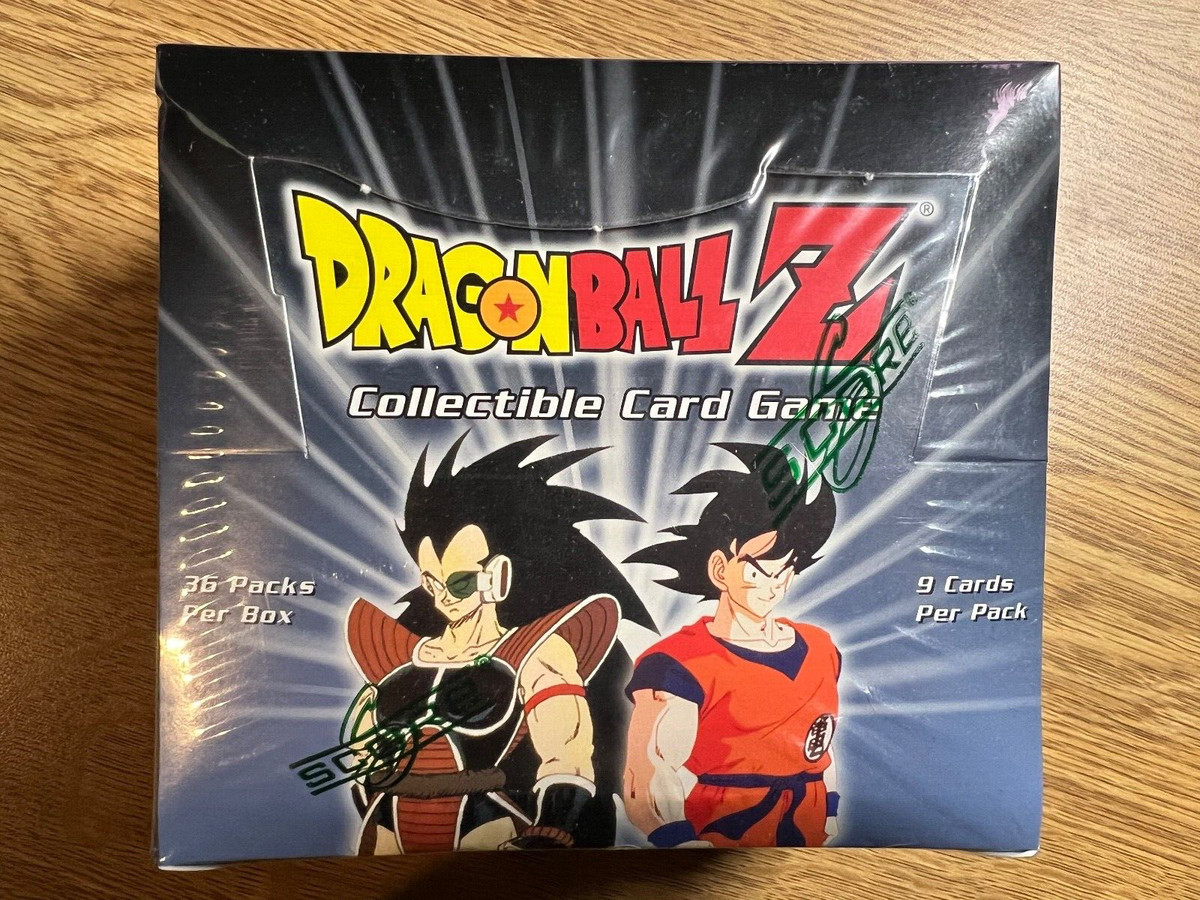 DRAGONBALL Z®
Collectible Card Game
SCORE®
36 Packs
Per Box
9 Cards
Per Pack
SCORE®